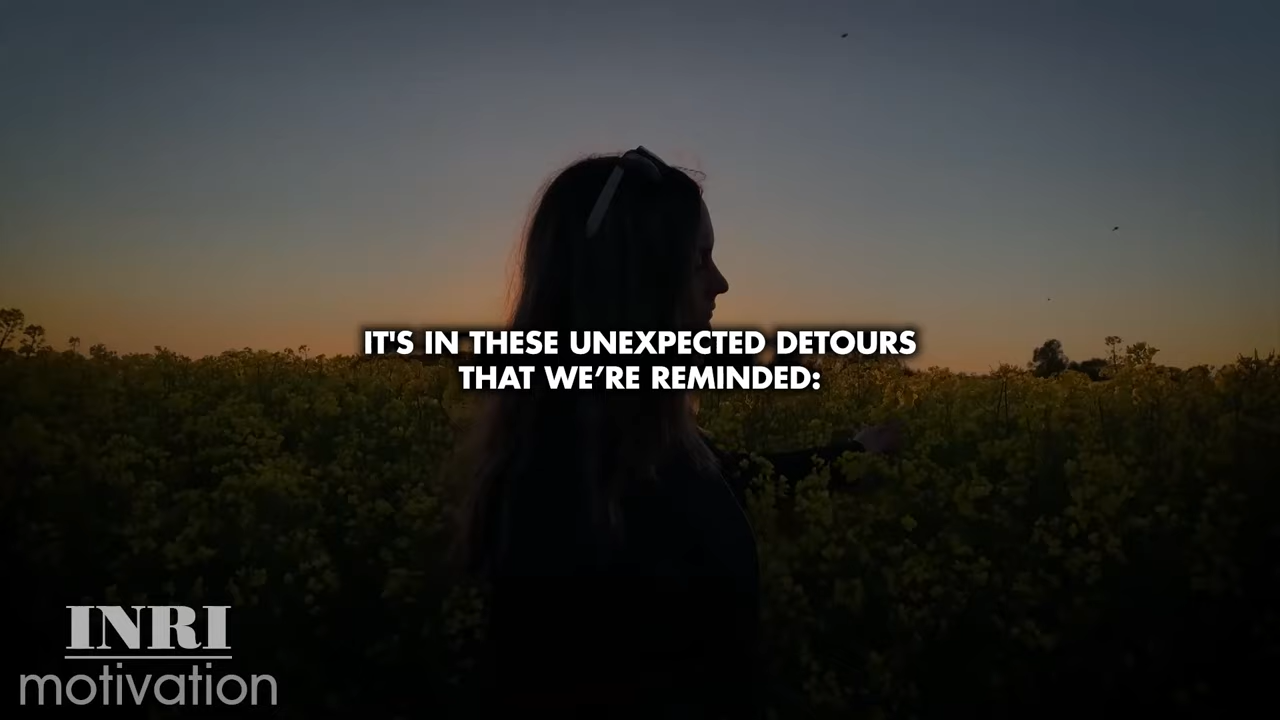 IT'S IN THESE UNEXPECTED DETOURS
THAT WE’RE REMINDED:
INRI
motivation